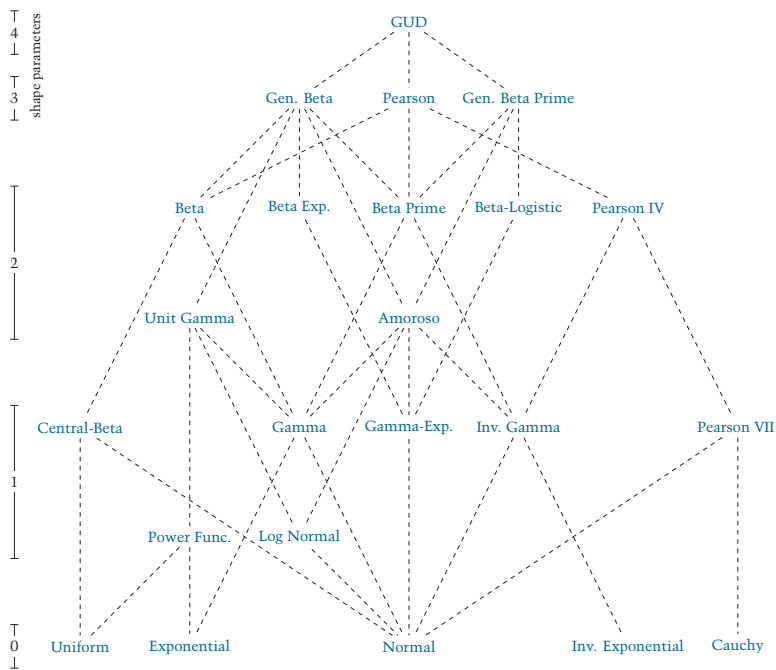 4
shape parameters
GUD
3
Gen. Beta
Pearson
Gen. Beta Prime
2
Beta
Beta Exp.
Beta Prime
Beta-Logistic
Pearson IV
Unit Gamma
Amoroso
1
Central-Beta
Gamma
Gamma-Exp.
Inv. Gamma
Pearson VII
Power Func.
Log Normal
0
Uniform
Exponential
Normal
Inv. Exponential
Cauchy